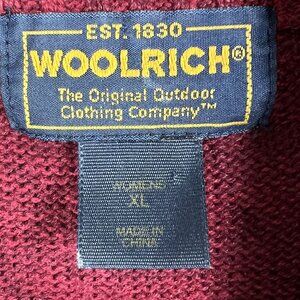 EST. 1830
WOOLRICH®
The Original Outdoor
Clothing Company™
WOMENS
XL
MADE IN
CHINA